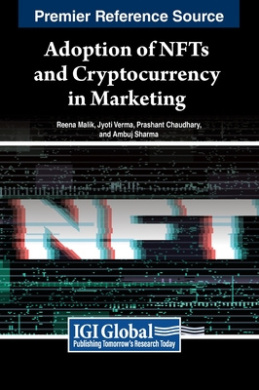 Premier Reference Source
Adoption of NFTs
and Cryptocurrency
in Marketing
Reena Malik, Jyoti Verma, Prashant Chaudhary,
and Ambuj Sharma
NFT
IGI Global
Publishing Tomorrow's Research Today